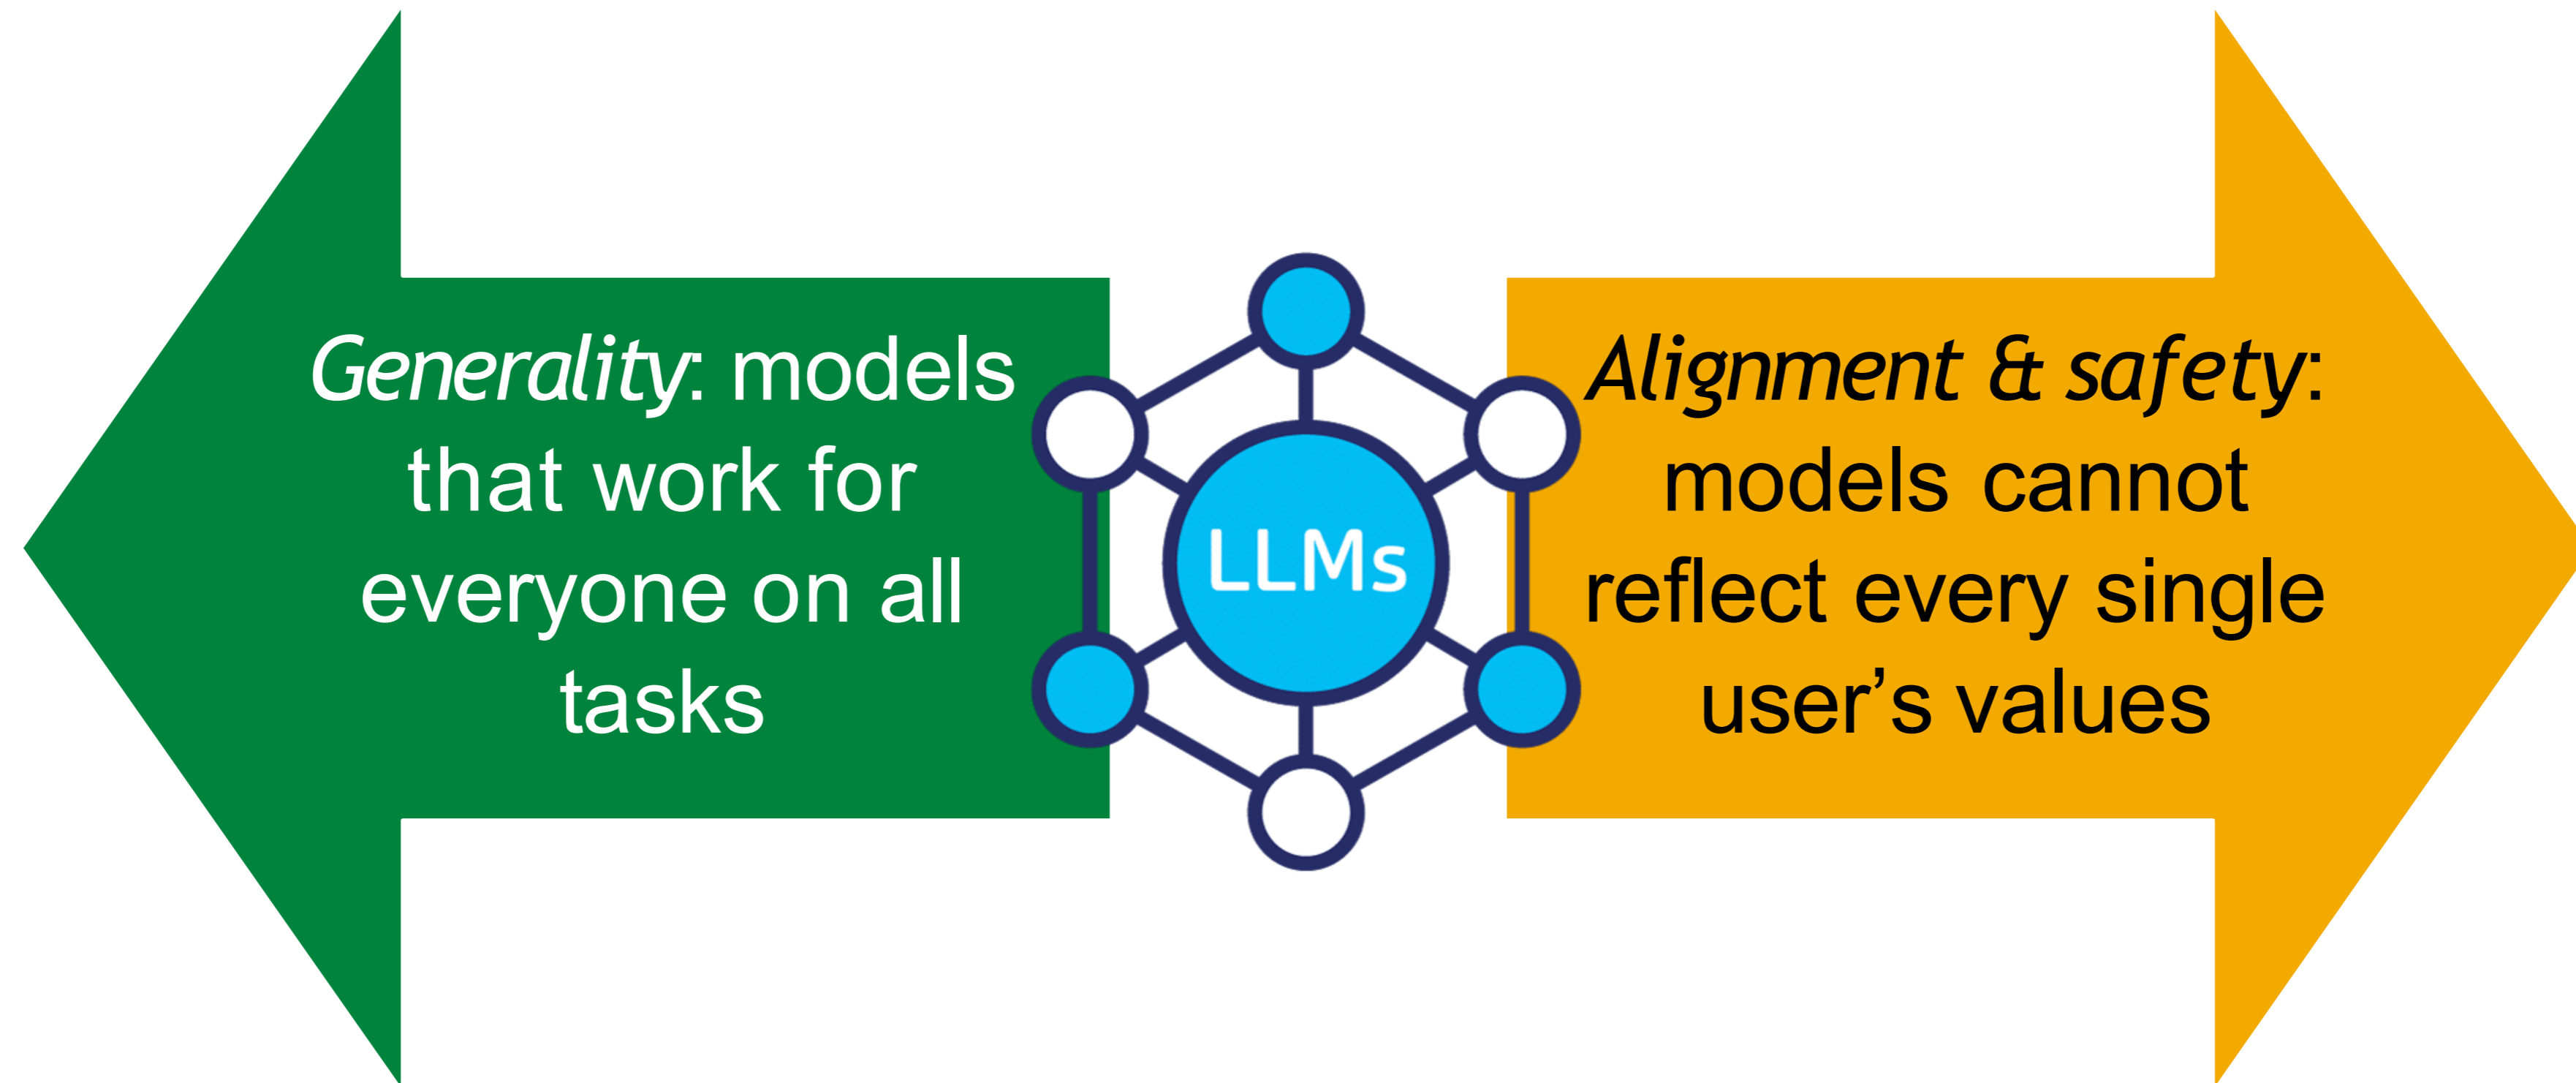 Generality: models
that work for
everyone on all
tasks
LLMs
Alignment & safety:
models cannot
reflect every single
user’s values